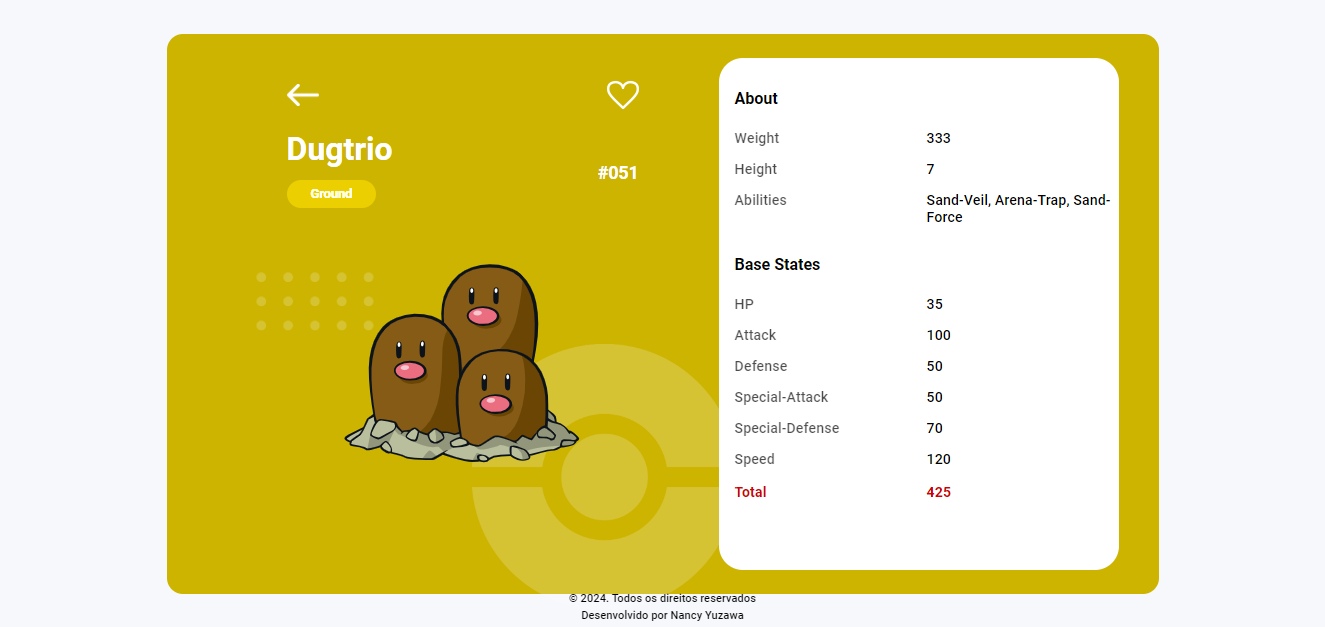 Dugtrio
#051
Ground
About
Weight 333
Height 7
Abilities Sand-Veil, Arena-Trap, Sand-
Force
Base States
HP 35
Attack 100
Defense 50
Special-Attack 50
Special-Defense 70
Speed 120
Total 425
© 2024. Todos os direitos reservados
Desenvolvido por Nancy Yuzawa